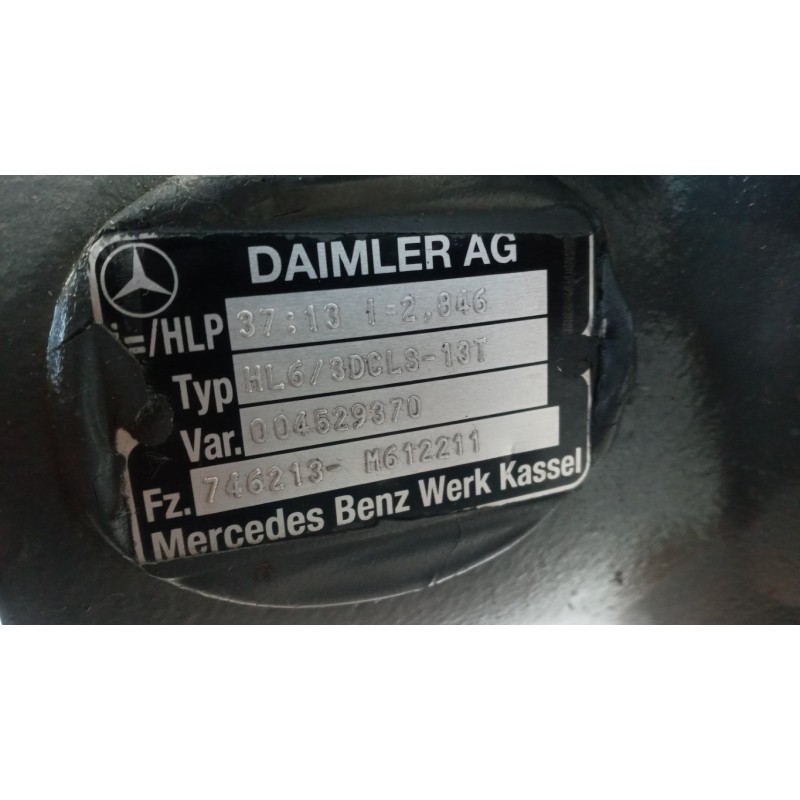 DAIMLER AG
i=/HLP 37:13 I=2,846
Typ HL6/3DCLS-13T
Var. 004529370
Fz. 746213- M612211
Mercedes Benz Werk Kassel